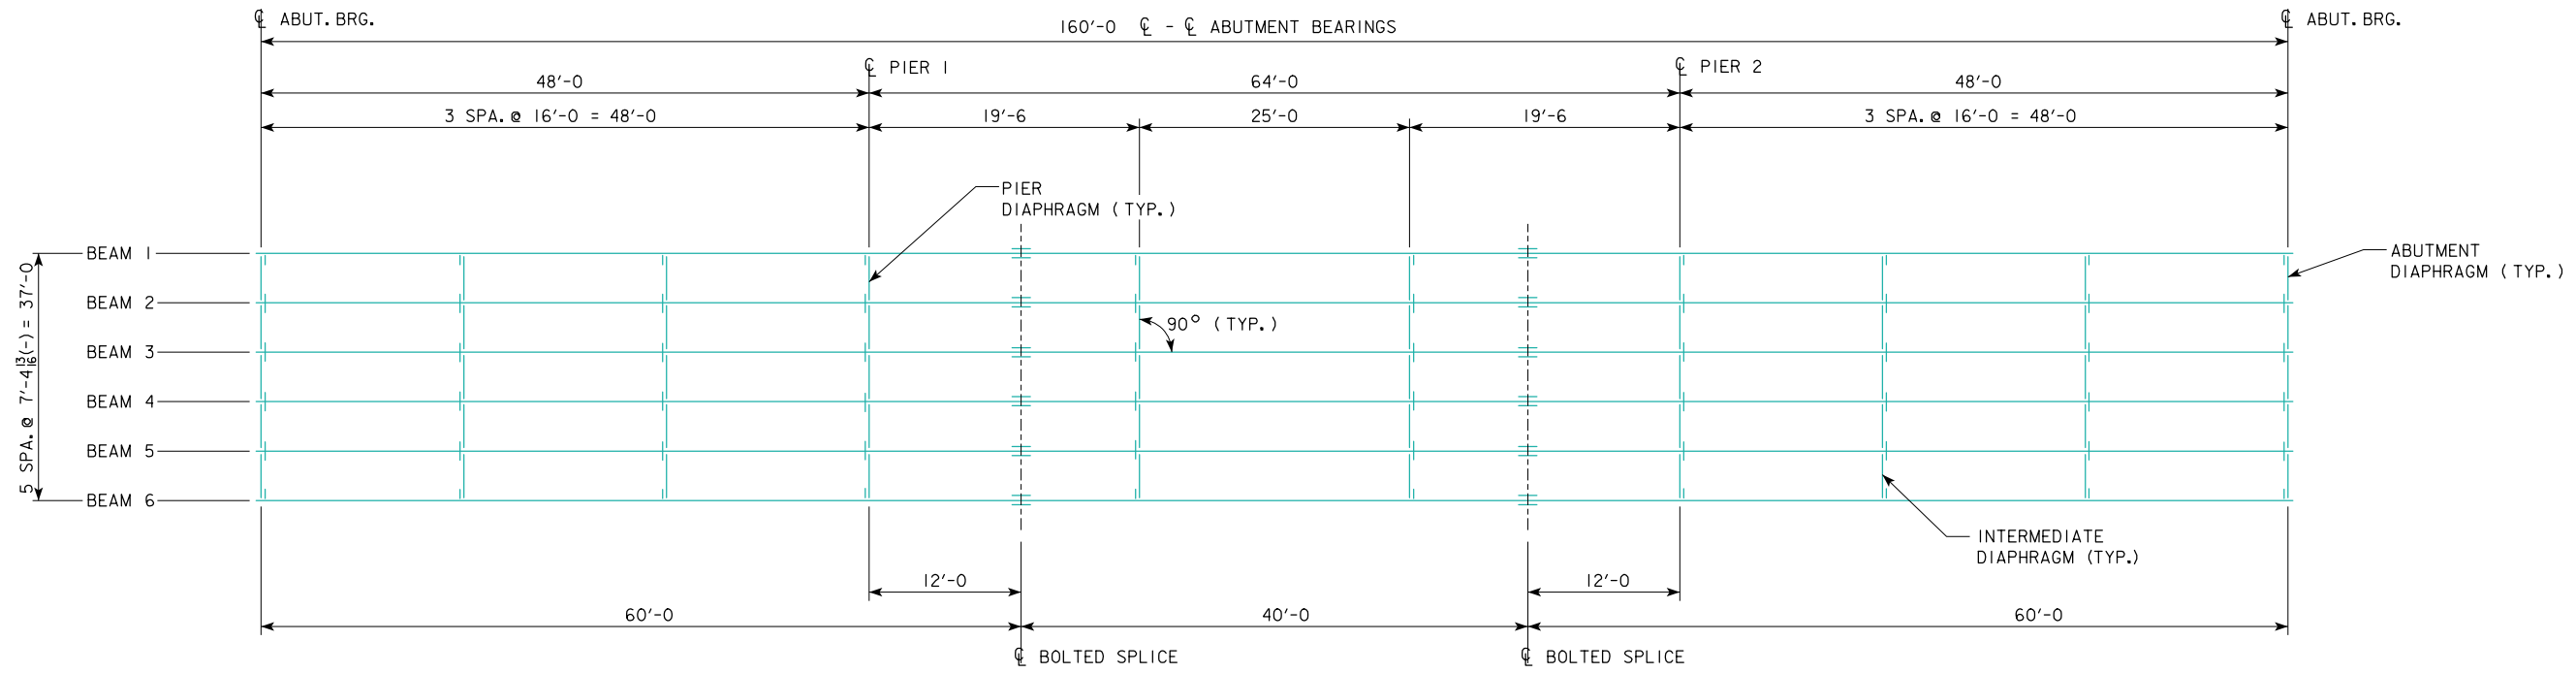 ℄ ABUT. BRG.
160'-0 ℄ - ℄ ABUTMENT BEARINGS
℄ ABUT. BRG.
℄ PIER 1
℄ PIER 2
48'-0
64'-0
48'-0
3 SPA. @ 16'-0 = 48'-0
19'-6
25'-0
19'-6
3 SPA. @ 16'-0 = 48'-0
PIER
DIAPHRAGM (TYP.)
ABUTMENT
DIAPHRAGM (TYP.)
BEAM 1
BEAM 2
BEAM 3
BEAM 4
BEAM 5
BEAM 6
5 SPA. @ 7'-4 13/16(-) = 37'-0
90° (TYP.)
INTERMEDIATE
DIAPHRAGM (TYP.)
12'-0
12'-0
60'-0
40'-0
60'-0
℄ BOLTED SPLICE
℄ BOLTED SPLICE